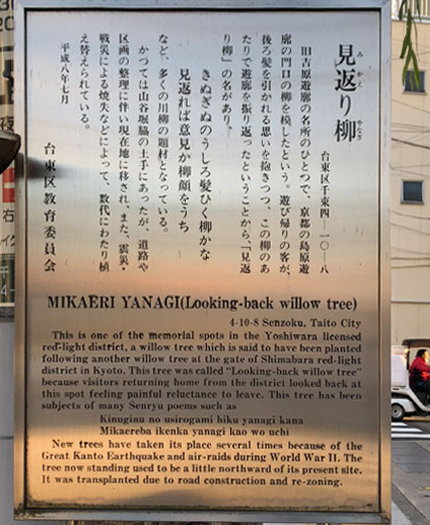 見返り柳
み かえ やなぎ
台東区千束四―一〇―八
旧吉原遊廓の名所のひとつで、京都の島原遊
廓の門口の柳を模したという。遊び帰りの客が、
後ろ髪を引かれる思いを抱きつつ、この柳のあ
たりで遊廓を振り返ったということから、「見返
り柳」の名があり、
きぬぎぬのうしろ髪ひく柳かな
見返れば意見か柳顔をうち
など、多くの川柳の題材となっている。
かつては山谷堀脇の土手にあったが、道路や
区画の整理に伴い現在地に移され、また、震災・
戦災による焼失などによって、数代にわたり植
え替えられている。
平成八年七月
台東区教育委員会
MIKAERI YANAGI(Looking-back willow tree)
4-10-8 Senzoku, Taito City
This is one of the memorial spots in the Yoshiwara licensed
red-light district, a willow tree which is said to have been planted
following another willow tree at the gate of Shimabara red-light
district in Kyoto. This tree was called "Looking-back willow tree"
because visitors returning home from the district looked back at
this spot feeling painful reluctance to leave. This tree has been
subjects of many Senryu poems such as
Kinuginu no usirogami hiku yanagi kana
Mikaereba ikenka yanagi kao wo uchi
New trees have taken its place several times because of the
Great Kanto Earthquake and air-raids during World War II. The
tree now standing used to be a little northward of its present site.
It was transplanted due to road construction and re-zoning.